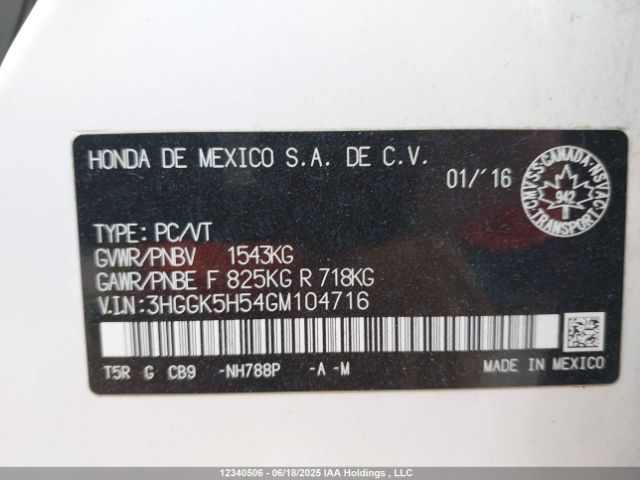 HONDA DE MEXICO S.A. DE C.V.
01/'16
CMVSS·CANADA·NSVAC
942
TRANSPORT
TYPE: PC/VT
GVWR/PNBV 1543KG
GAWR/PNBE F 825KG R 718KG
V.I.N: 3HGGK5H54GM104716
T5R G CB9 -NH788P -A -M
MADE IN MEXICO
12340506 - 06/18/2025 IAA Holdings , LLC